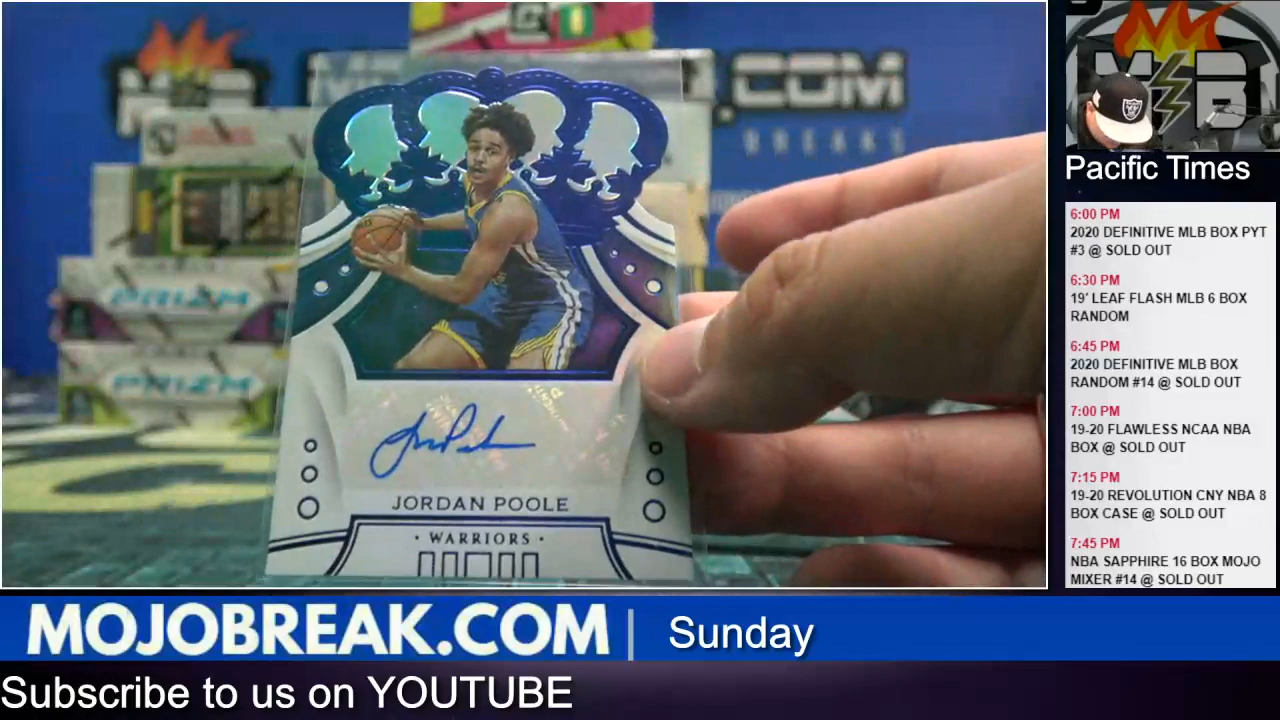 .COM
BREAKS
PRIZM
PRIZM
JORDAN POOLE
· WARRIORS ·
Pacific Times
6:00 PM
2020 DEFINITIVE MLB BOX PYT
#3 @ SOLD OUT
6:30 PM
19' LEAF FLASH MLB 6 BOX
RANDOM
6:45 PM
2020 DEFINITIVE MLB BOX
RANDOM #14 @ SOLD OUT
7:00 PM
19-20 FLAWLESS NCAA NBA
BOX @ SOLD OUT
7:15 PM
19-20 REVOLUTION CNY NBA 8
BOX CASE @ SOLD OUT
7:45 PM
NBA SAPPHIRE 16 BOX MOJO
MIXER #14 @ SOLD OUT
MOJOBREAK.COM | Sunday
Subscribe to us on YOUTUBE